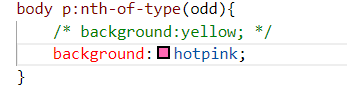 body p:nth-of-type(odd){
/* background:yellow; */
background: hotpink;
}